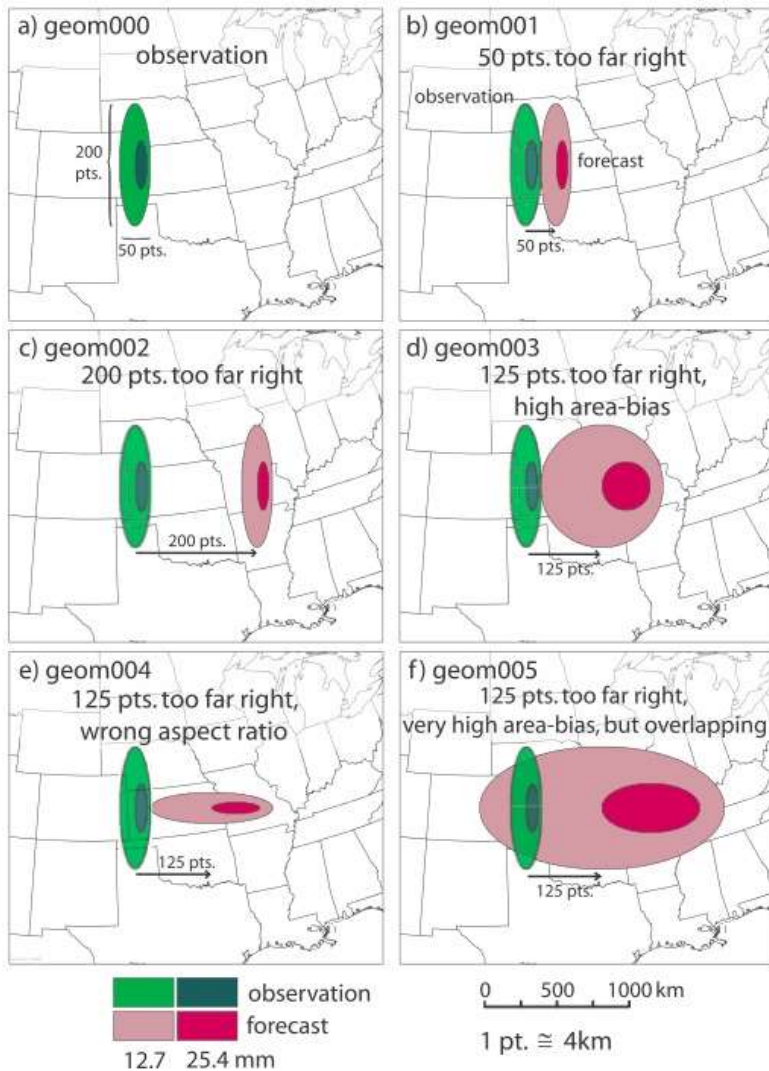 a) geom000
observation
200
pts.
50 pts.
b) geom001
50 pts. too far right
observation
forecast
50 pts.
c) geom002
200 pts. too far right
200 pts.
d) geom003
125 pts. too far right,
high area-bias
125 pts.
e) geom004
125 pts. too far right,
wrong aspect ratio
125 pts.
f) geom005
125 pts. too far right,
very high area-bias, but overlapping
125 pts.
observation
forecast
12.7 25.4 mm
0 500 1000 km
1 pt. ≅ 4km